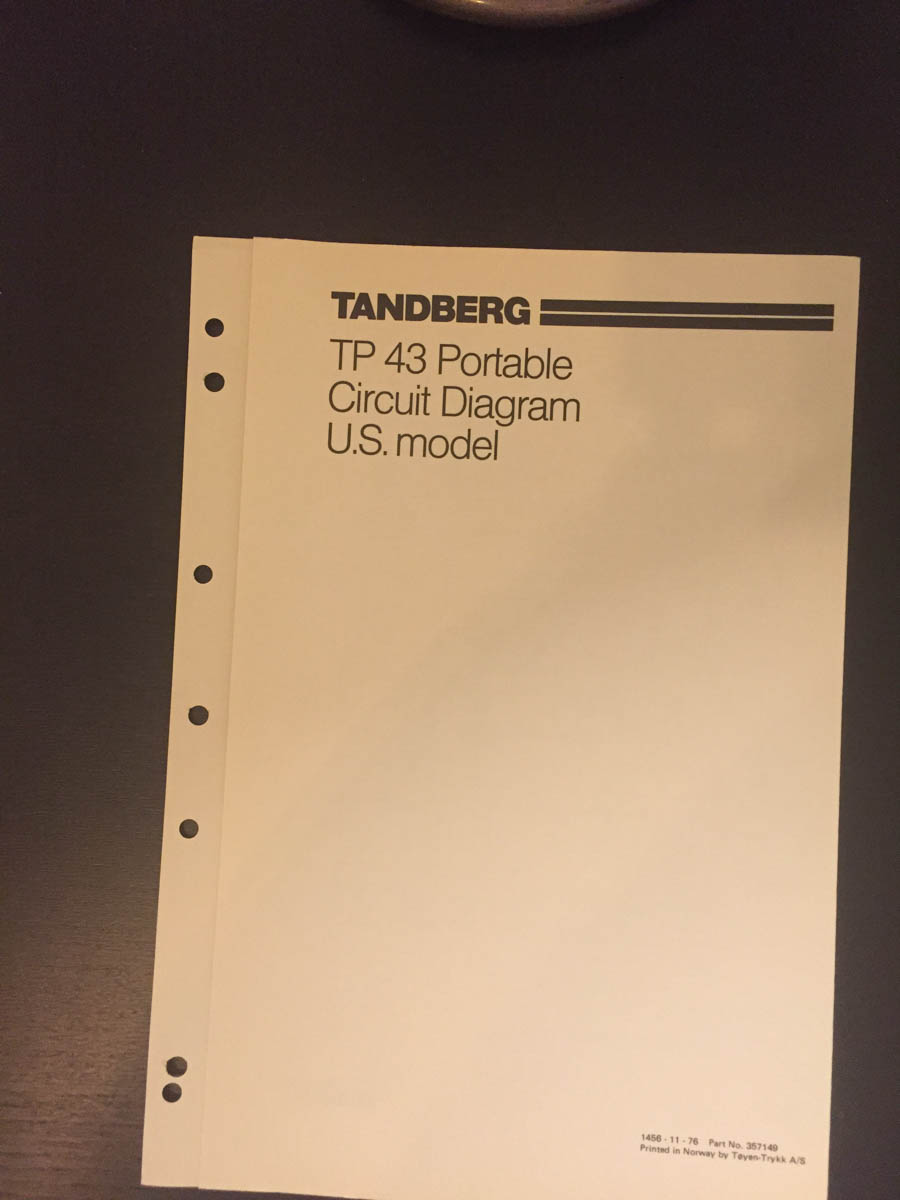 TANDBERG
TP 43 Portable
Circuit Diagram
U.S. model
1456 - 11 - 76 Part No. 357149
Printed in Norway by Tøyen-Trykk A/S